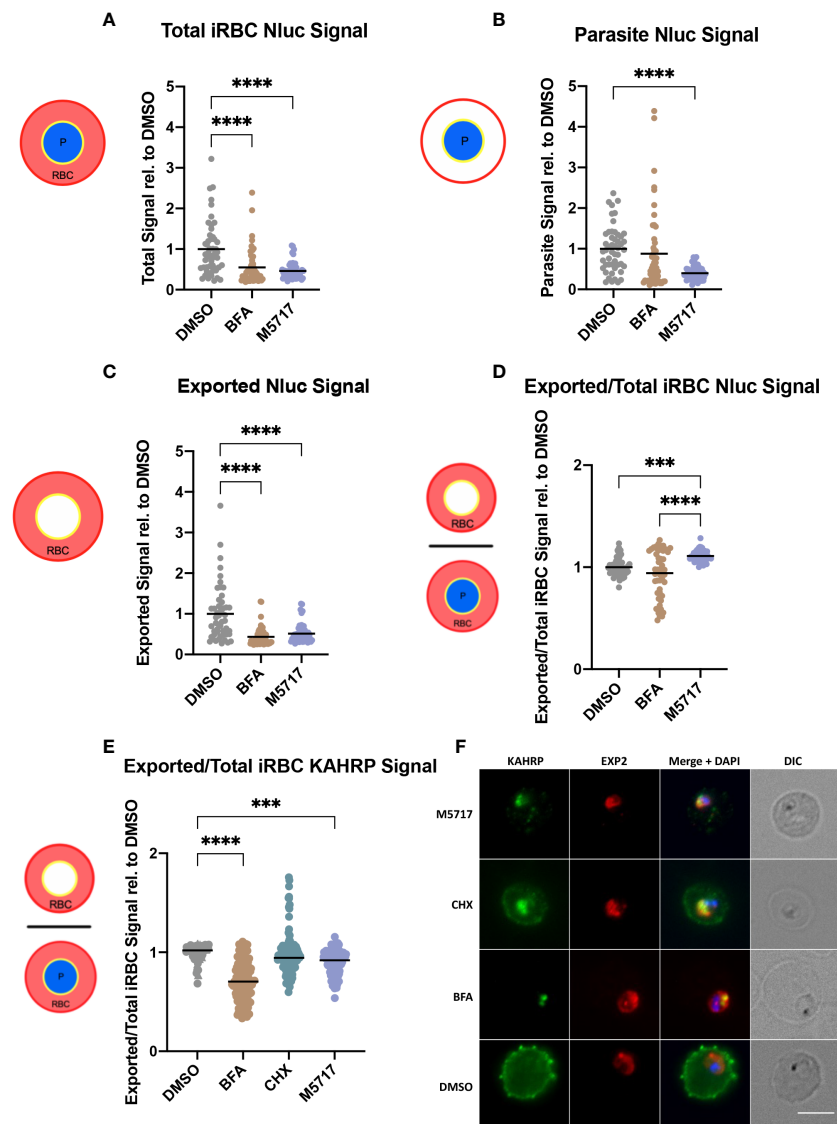 A
Total iRBC Nluc Signal
P
RBC
Total Signal rel. to DMSO
5
4
3
2
1
0
****
****
DMSO
BFA
M5717
B
Parasite Nluc Signal
P
Parasite Signal rel. to DMSO
5
4
3
2
1
0
****
DMSO
BFA
M5717
C
Exported Nluc Signal
RBC
Exported Signal rel. to DMSO
5
4
3
2
1
0
****
****
DMSO
BFA
M5717
D
Exported/Total iRBC Nluc Signal
RBC
P
RBC
Exported/Total iRBC Signal rel. to DMSO
2
1
0
***
****
DMSO
BFA
M5717
E
Exported/Total iRBC KAHRP Signal
RBC
P
RBC
Exported/Total iRBC Signal rel. to DMSO
2
1
0
***
****
DMSO
BFA
CHX
M5717
F
KAHRP EXP2 Merge + DAPI DIC
M5717
CHX
BFA
DMSO